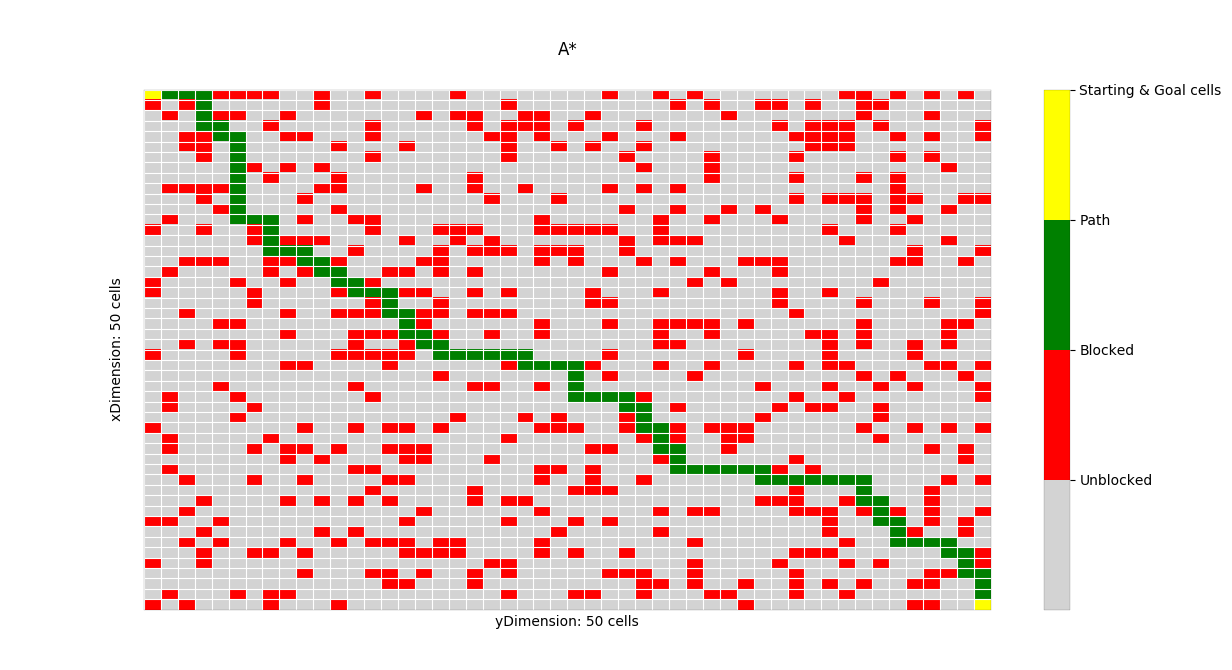 A*
Starting & Goal cells
Path
Blocked
Unblocked
xDimension: 50 cells
yDimension: 50 cells